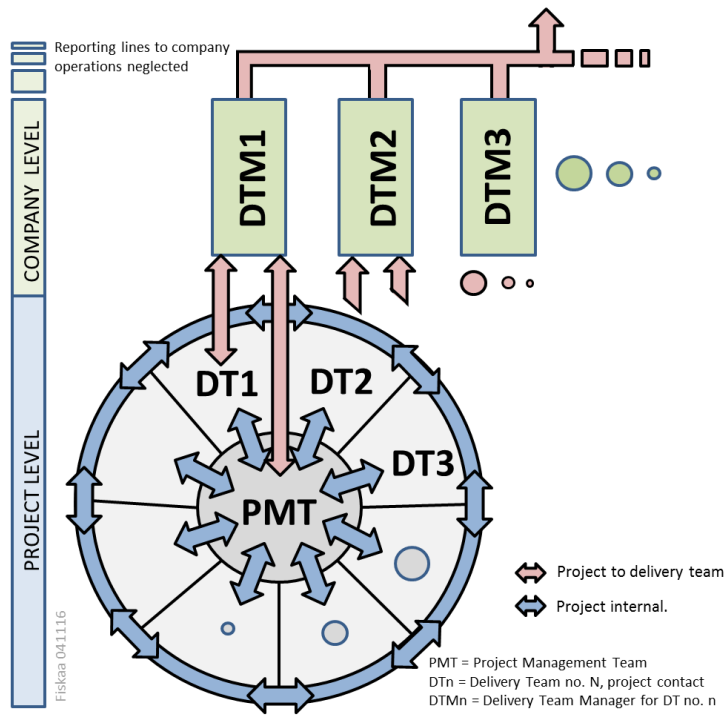 Reporting lines to company
operations neglected
COMPANY LEVEL
PROJECT LEVEL
DTM1
DTM2
DTM3
DT1
DT2
DT3
PMT
Project to delivery team
Project internal.
PMT = Project Management Team
DTn = Delivery Team no. N, project contact
DTMn = Delivery Team Manager for DT no. n
Fiskaa 041116